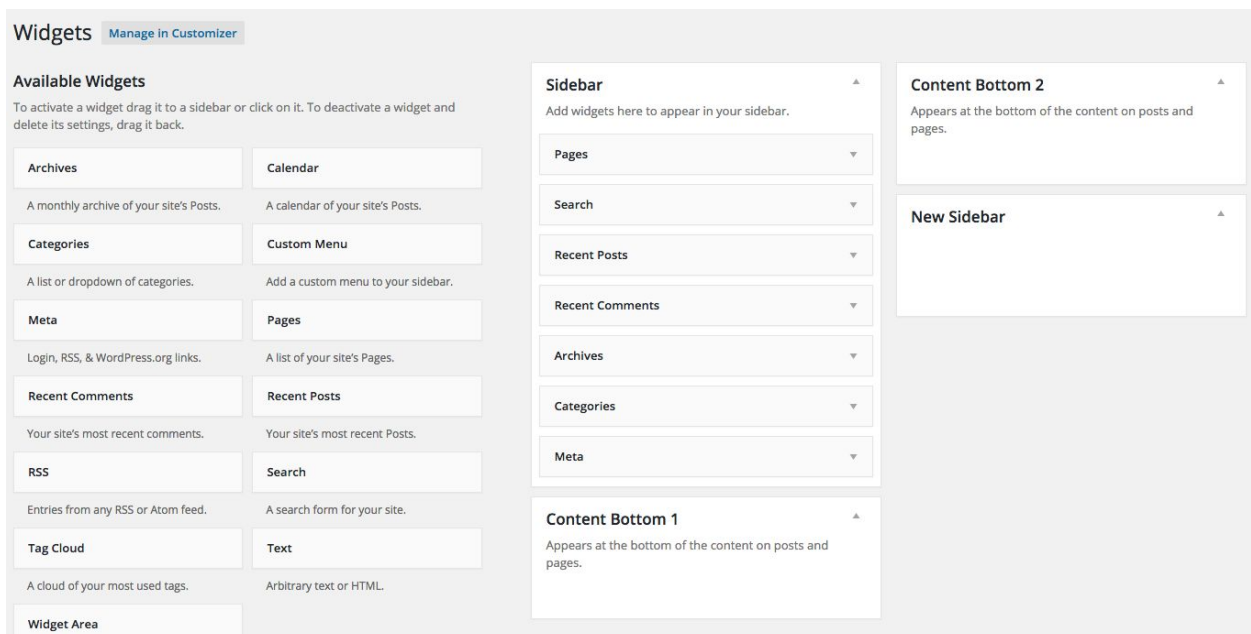 Widgets Manage in Customizer
Available Widgets
To activate a widget drag it to a sidebar or click on it. To deactivate a widget and
delete its settings, drag it back.
Archives
A monthly archive of your site's Posts.
Calendar
A calendar of your site's Posts.
Categories
A list or dropdown of categories.
Custom Menu
Add a custom menu to your sidebar.
Meta
Login, RSS, & WordPress.org links.
Pages
A list of your site's Pages.
Recent Comments
Your site's most recent comments.
Recent Posts
Your site's most recent Posts.
RSS
Entries from any RSS or Atom feed.
Search
A search form for your site.
Tag Cloud
A cloud of your most used tags.
Text
Arbitrary text or HTML.
Widget Area
Sidebar
Add widgets here to appear in your sidebar.
Pages
Search
Recent Posts
Recent Comments
Archives
Categories
Meta
Content Bottom 1
Appears at the bottom of the content on posts and
pages.
Content Bottom 2
Appears at the bottom of the content on posts and
pages.
New Sidebar